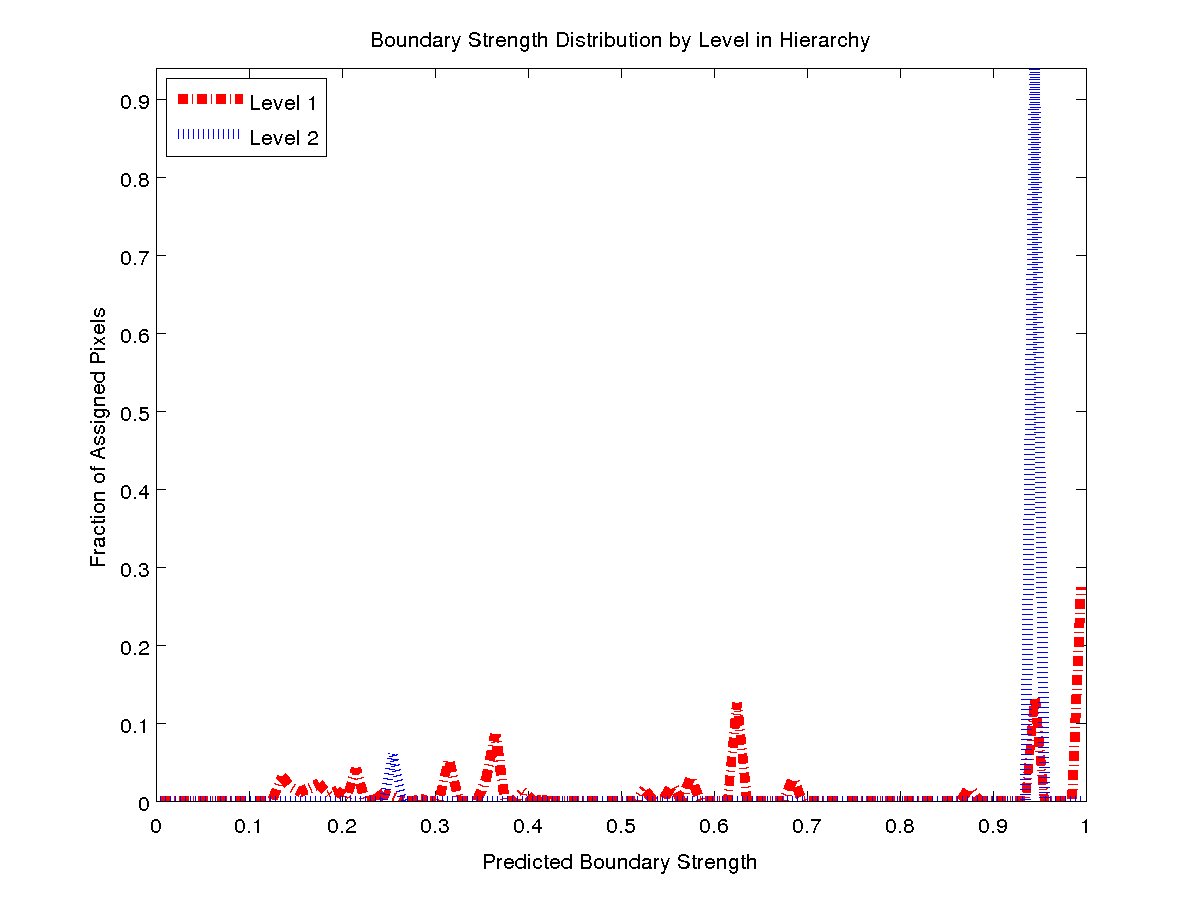 Boundary Strength Distribution by Level in Hierarchy
Level 1
Level 2
Fraction of Assigned Pixels
0.9
0.8
0.7
0.6
0.5
0.4
0.3
0.2
0.1
0
0 0.1 0.2 0.3 0.4 0.5 0.6 0.7 0.8 0.9 1
Predicted Boundary Strength